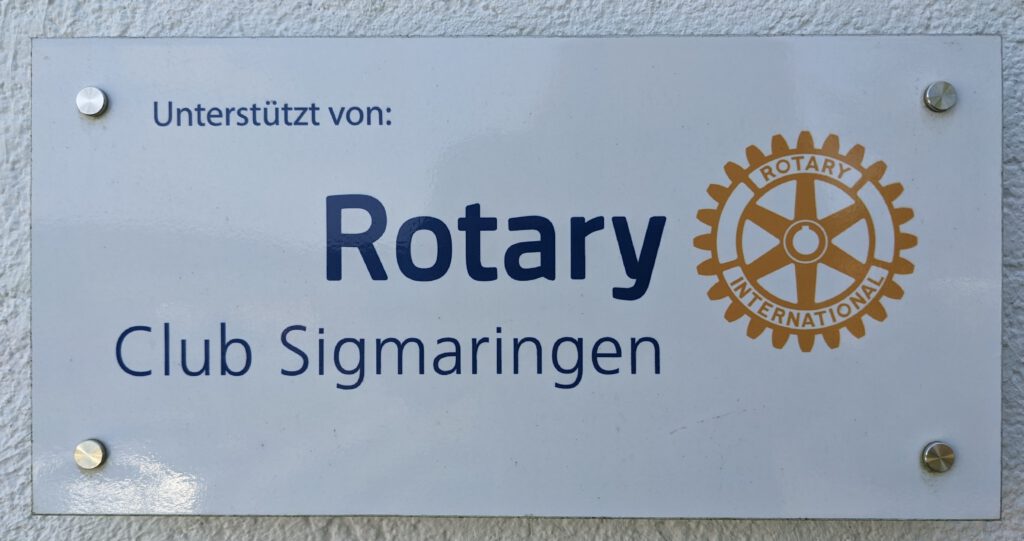 Unterstützt von:
Rotary
Club Sigmaringen
ROTARY
INTERNATIONAL